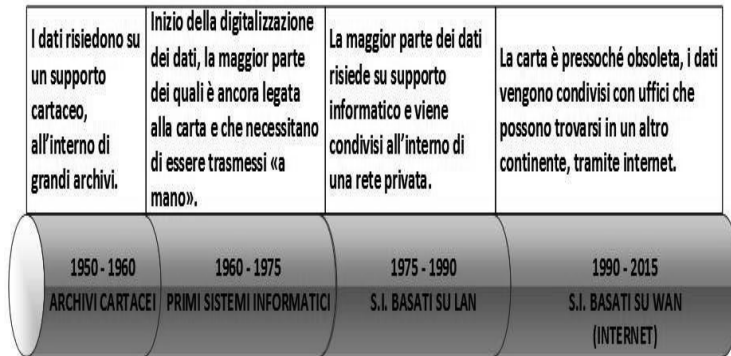 I dati risiedono su
un supporto
cartaceo,
all'interno di
grandi archivi.
Inizio della digitalizzazione
dei dati, la maggior parte
dei quali è ancora legata
alla carta e che necessitano
di essere trasmessi «a
mano».
La maggior parte dei dati
risiede su supporto
informatico e viene
condivisi all'interno di
una rete privata.
La carta è pressoché obsoleta, i dati
vengono condivisi con uffici che
possono trovarsi in un altro
continente, tramite internet.
1950 - 1960
ARCHIVI CARTACEI
1960 - 1975
PRIMI SISTEMI INFORMATICI
1975 - 1990
S.I. BASATI SU LAN
1990 - 2015
S.I. BASATI SU WAN
(INTERNET)